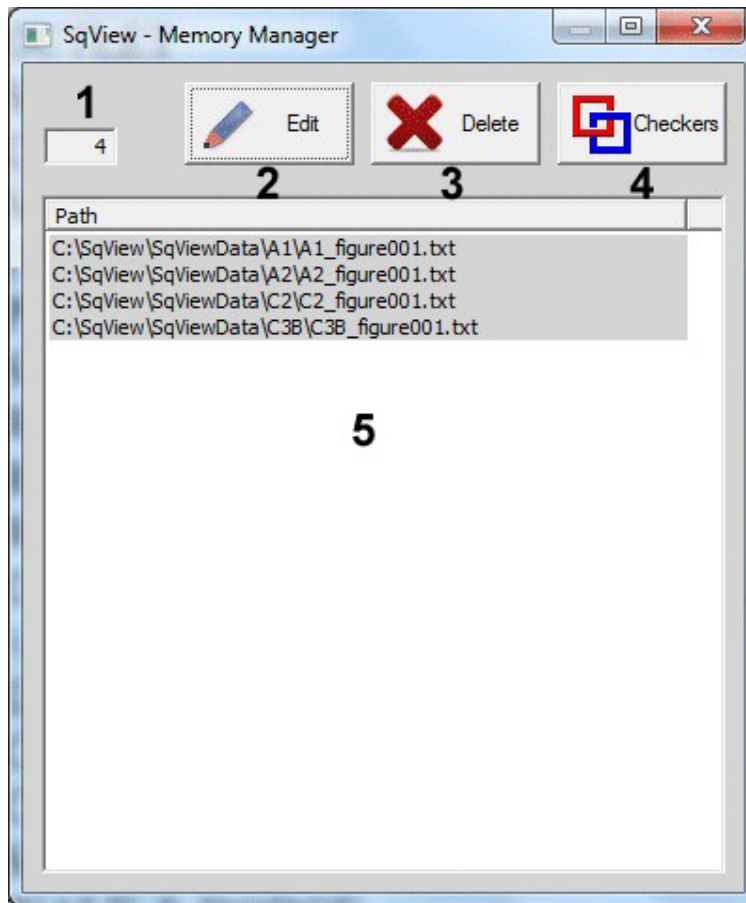 SqView - Memory Manager
1
4
Edit
Delete
Checkers
2
3
4
Path
C:\SqView\SqViewData\A1\A1_figure001.txt
C:\SqView\SqViewData\A2\A2_figure001.txt
C:\SqView\SqViewData\C2\C2_figure001.txt
C:\SqView\SqViewData\C3B\C3B_figure001.txt
5